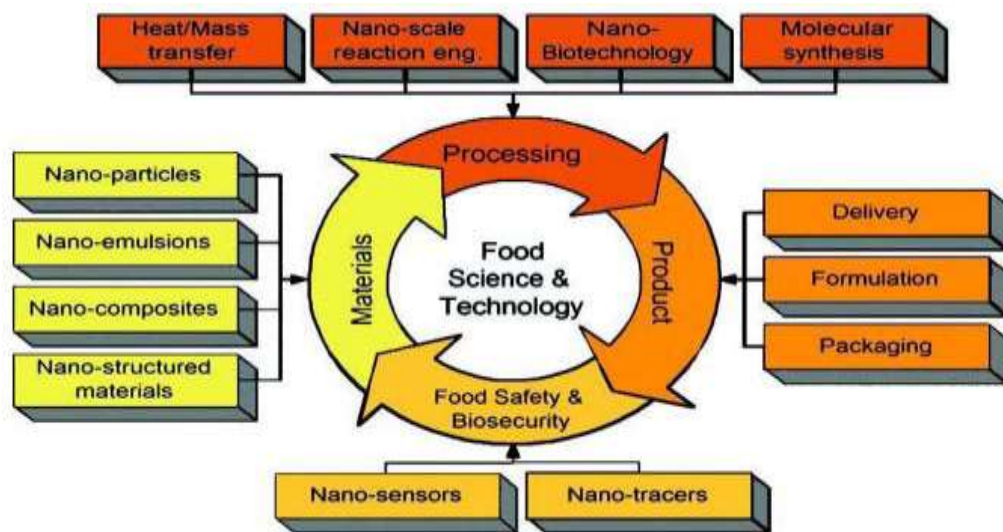 Heat/Mass
transfer
Nano-scale
reaction eng.
Nano-
Biotechnology
Molecular
synthesis
Processing
Nano-particles
Nano-emulsions
Nano-composites
Nano-structured
materials
Materials
Food
Science &
Technology
Product
Delivery
Formulation
Packaging
Food Safety &
Biosecurity
Nano-sensors
Nano-tracers